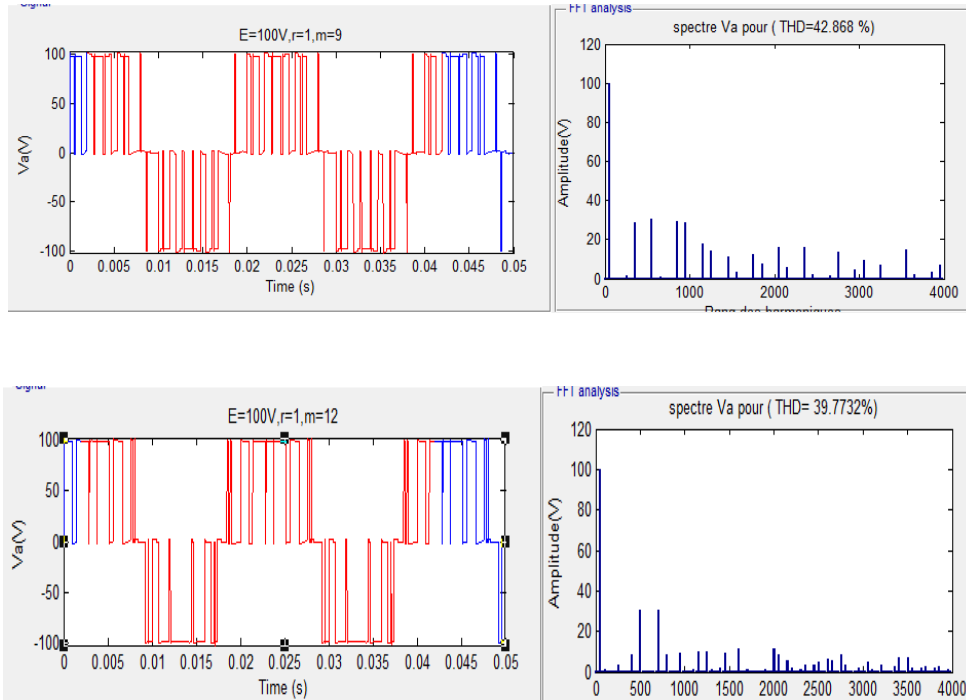 FFT analysis
E=100V,r=1,m=9
spectre Va pour ( THD=42.868 %)
Va(V)
100
50
0
-50
-100
0 0.005 0.01 0.015 0.02 0.025 0.03 0.035 0.04 0.045 0.05
Time (s)
Amplitude(V)
120
100
80
60
40
20
0
0 1000 2000 3000 4000
Rang des harmoniques
Signal
FFT analysis
E=100V,r=1,m=12
spectre Va pour ( THD= 39.7732%)
Va(V)
100
50
0
-50
-100
0 0.005 0.01 0.015 0.02 0.025 0.03 0.035 0.04 0.045 0.05
Time (s)
Amplitude(V)
120
100
80
60
40
20
0
0 500 1000 1500 2000 2500 3000 3500 4000